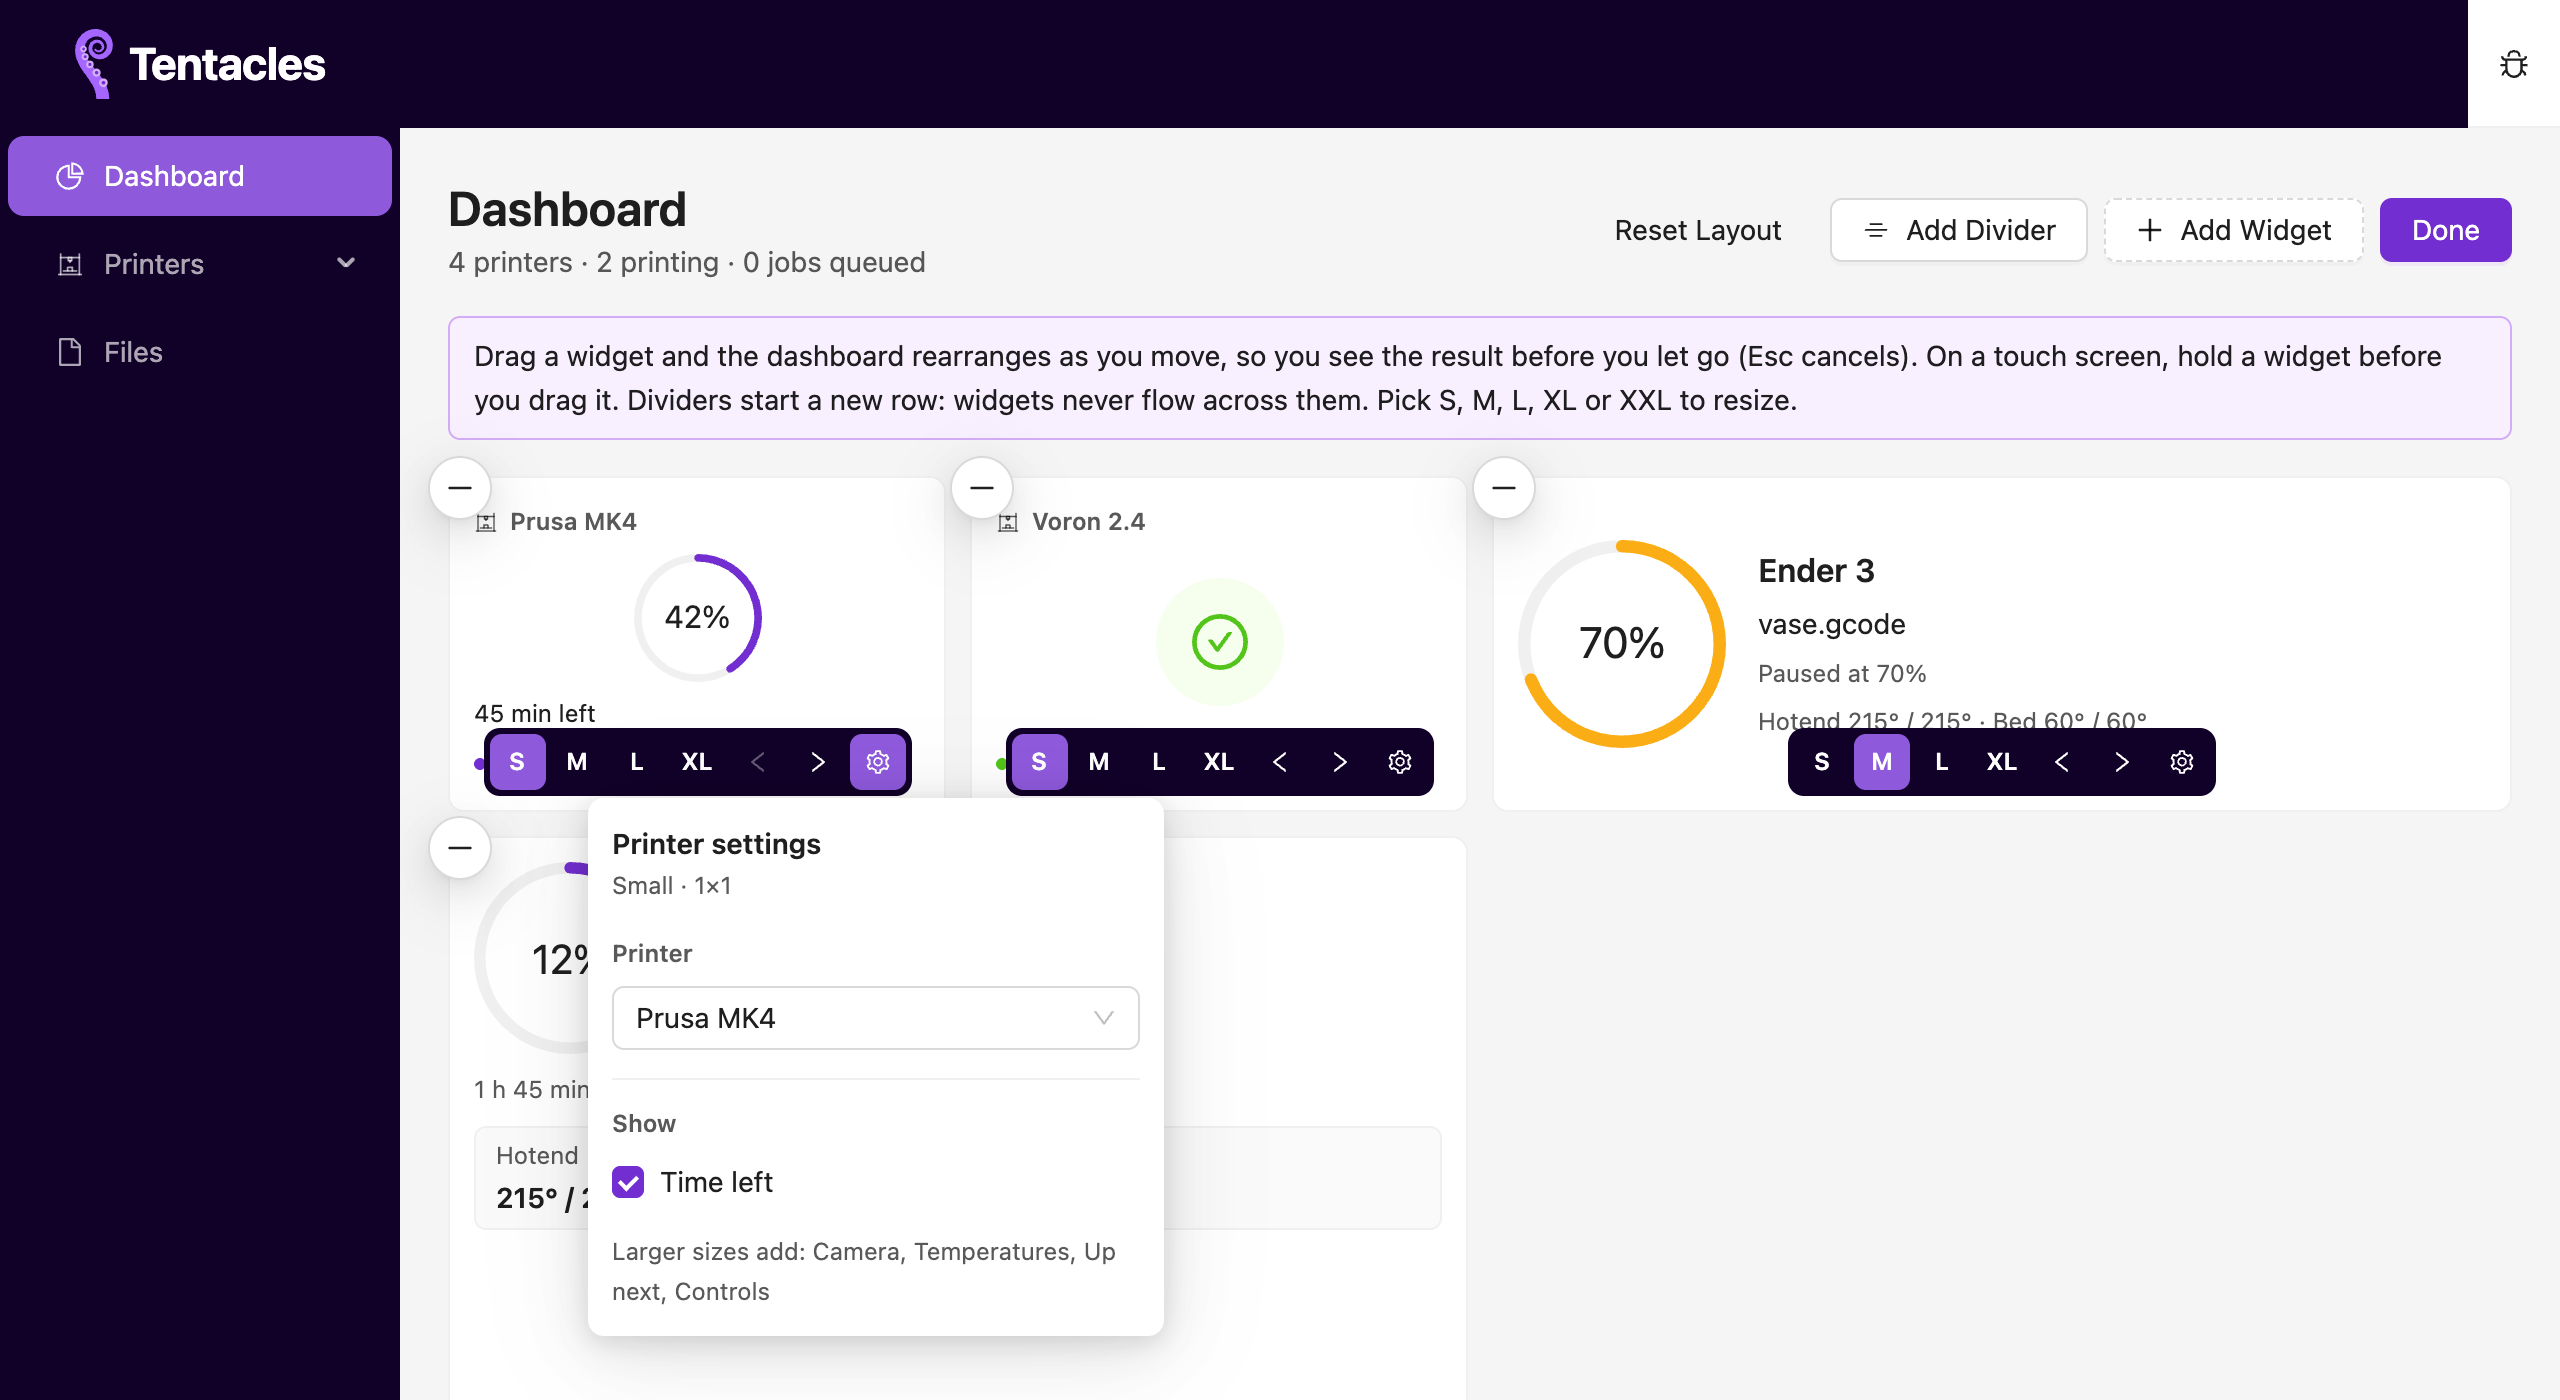 Tentacles
Dashboard
Printers
Files
Dashboard
4 printers · 2 printing · 0 jobs queued
Reset Layout
Add Divider
Add Widget
Done
Drag a widget and the dashboard rearranges as you move, so you see the result before you let go (Esc cancels). On a touch screen, hold a widget before
you drag it. Dividers start a new row: widgets never flow across them. Pick S, M, L, XL or XXL to resize.
Prusa MK4
42%
45 min left
S M L XL
Voron 2.4
S M L XL
70%
Ender 3
vase.gcode
Paused at 70%
Hotend 215° / 215° · Bed 60° / 60°
S M L XL
12%
1 h 45 min
Hotend
215° /
Printer settings
Small · 1×1
Printer
Prusa MK4
Show
Time left
Larger sizes add: Camera, Temperatures, Up
next, Controls